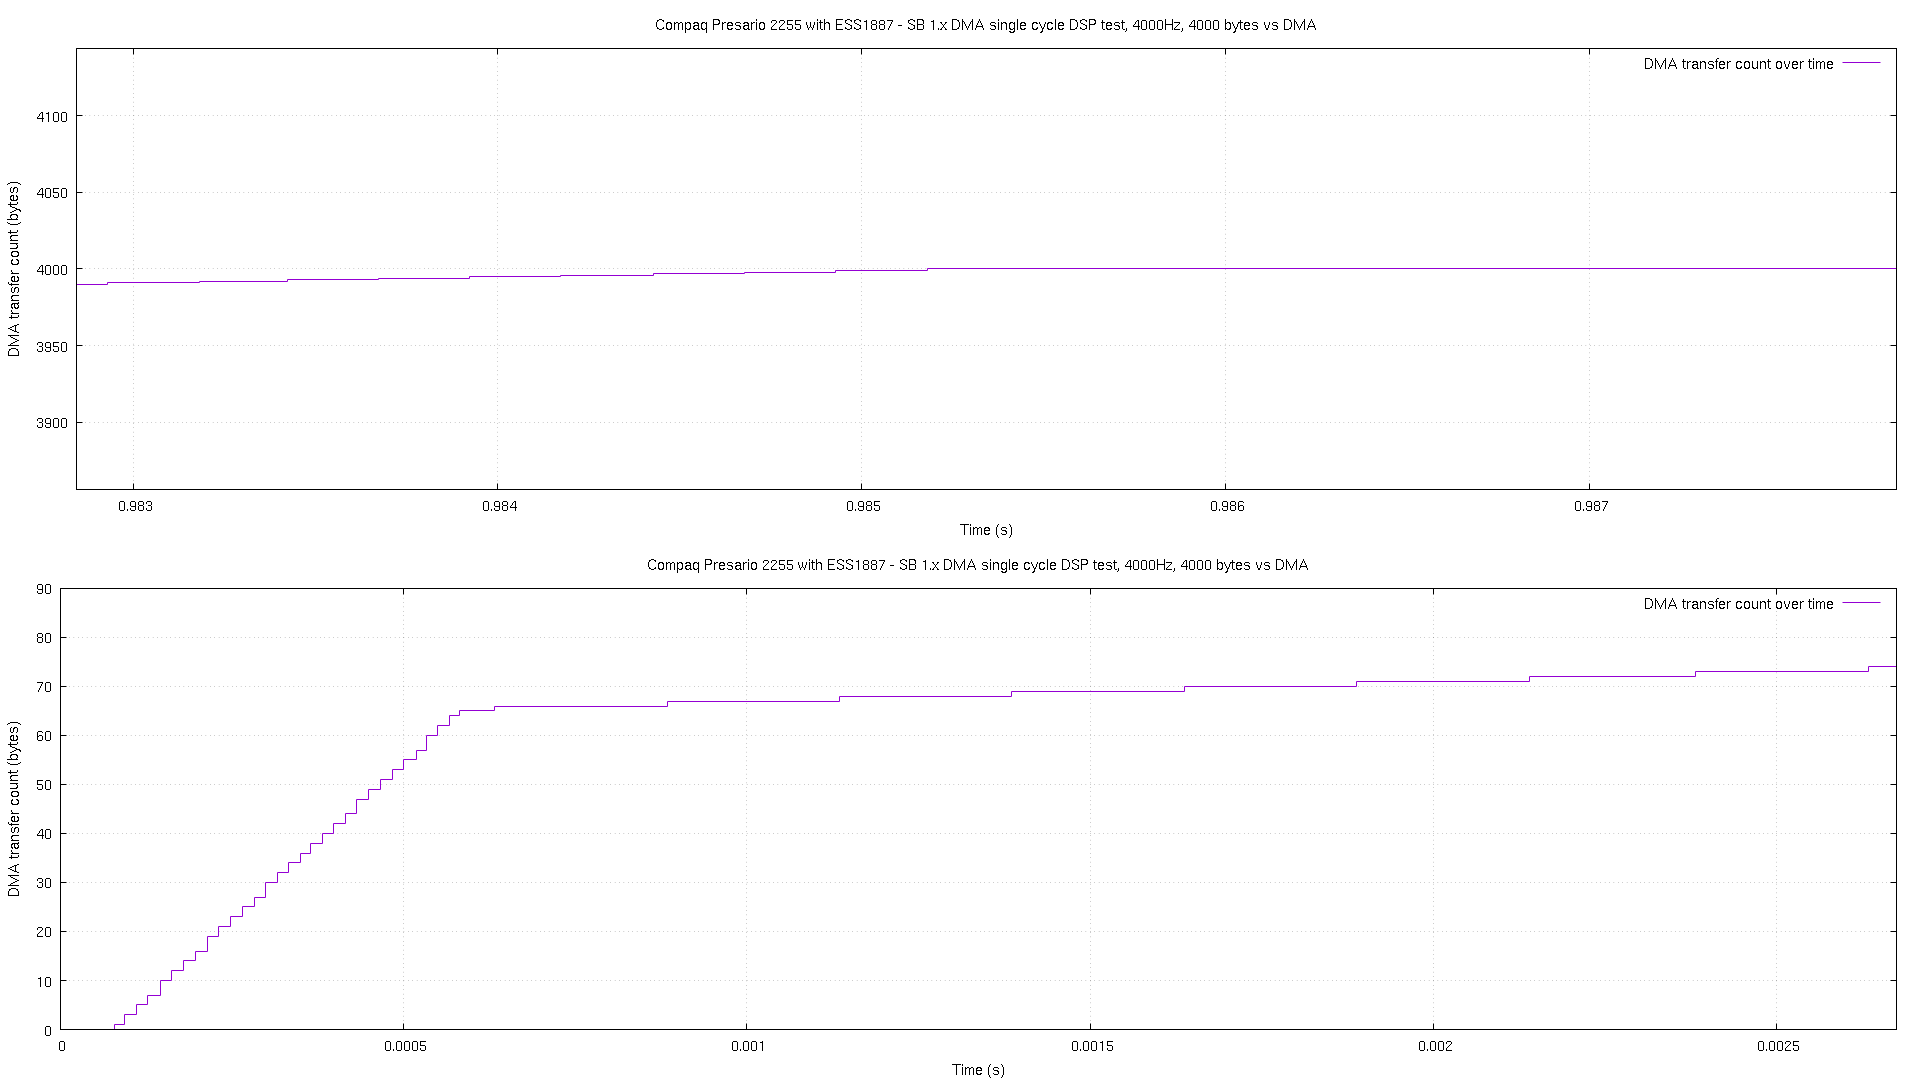 Compaq Presario 2255 with ESS1887 - SB 1.x DMA single cycle DSP test, 4000Hz, 4000 bytes vs DMA
DMA transfer count over time
4100
4050
4000
3950
3900
DMA transfer count (bytes)
0.983 0.984 0.985 0.986 0.987
Time (s)
Compaq Presario 2255 with ESS1887 - SB 1.x DMA single cycle DSP test, 4000Hz, 4000 bytes vs DMA
DMA transfer count over time
90
80
70
60
50
40
30
20
10
0
DMA transfer count (bytes)
0 0.0005 0.001 0.0015 0.002 0.0025
Time (s)